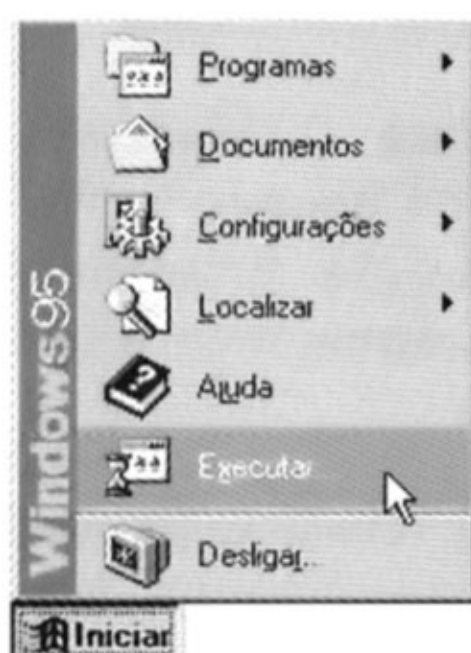 Programas
Documentos
Configurações
Localizar
Ajuda
Executar
Desligar...
Windows95
Iniciar